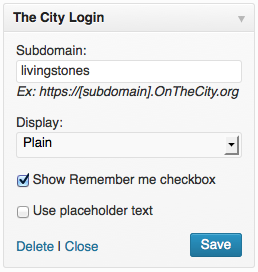 The City Login
Subdomain:
livingstones
Ex: https://[subdomain].OnTheCity.org
Display:
Plain
Show Remember me checkbox
Use placeholder text
Delete | Close
Save